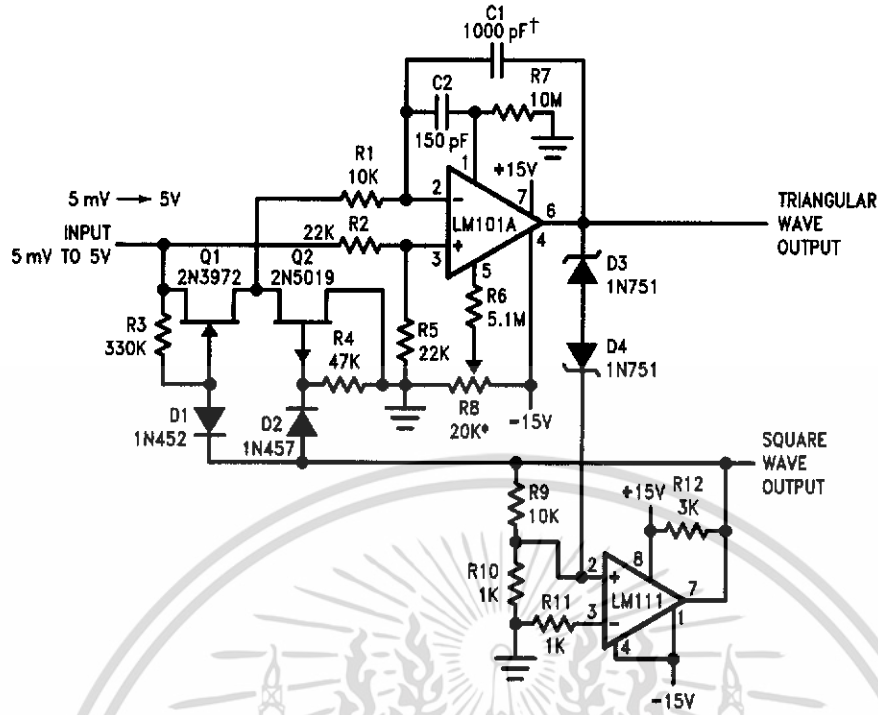 C1
1000 pF†
C2
150 pF
R7
10M
R1
10K
1
+15V
7
2
−
LM101A
6
4
3
+
5
5 mV → 5V
INPUT
5 mV TO 5V
R2
22K
Q1
2N3972
Q2
2N5019
TRIANGULAR
WAVE
OUTPUT
D3
1N751
R6
5.1M
R3
330K
R4
47K
R5
22K
D4
1N751
R8
20K*
−15V
D1
1N452
D2
1N457
SQUARE
WAVE
OUTPUT
R9
10K
+15V
R12
3K
R10
1K
2
+
8
LM111
7
1
R11
1K
3
−
4
−15V